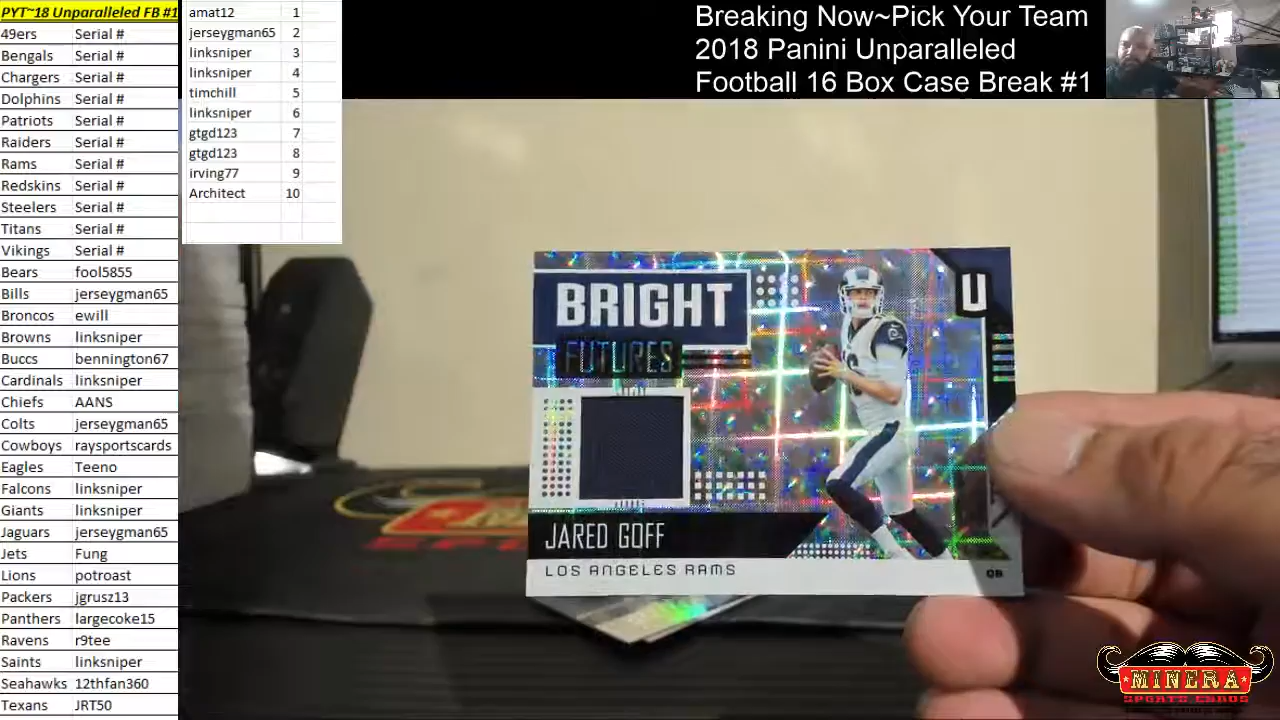 PYT~18 Unparalleled FB #1
49ers Serial #
Bengals Serial #
Chargers Serial #
Dolphins Serial #
Patriots Serial #
Raiders Serial #
Rams Serial #
Redskins Serial #
Steelers Serial #
Titans Serial #
Vikings Serial #
Bears fool5855
Bills jerseygman65
Broncos ewill
Browns linksniper
Buccs bennington67
Cardinals linksniper
Chiefs AANS
Colts jerseygman65
Cowboys raysportscards
Eagles Teeno
Falcons linksniper
Giants linksniper
Jaguars jerseygman65
Jets Fung
Lions potroast
Packers jgrusz13
Panthers largecoke15
Ravens r9tee
Saints linksniper
Seahawks 12thfan360
Texans JRT50
amat12 1
jerseygman65 2
linksniper 3
linksniper 4
timchill 5
linksniper 6
gtgd123 7
gtgd123 8
irving77 9
Architect 10
Breaking Now~Pick Your Team
2018 Panini Unparalleled
Football 16 Box Case Break #1
BRIGHT
FUTURES
U
JARED GOFF
LOS ANGELES RAMS
QB
MINERA
SPORTS CARDS